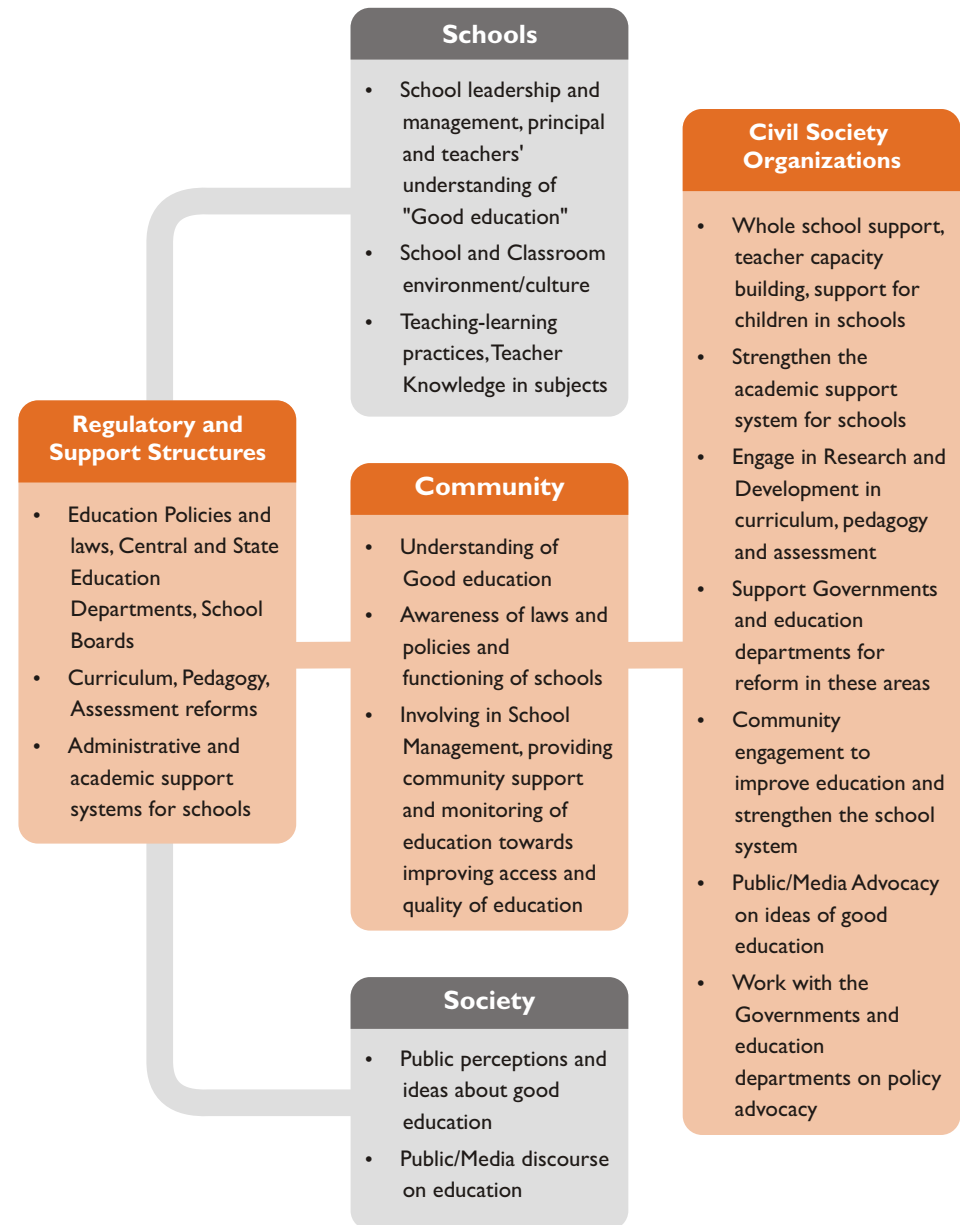 Schools
• School leadership and
management, principal
and teachers'
understanding of
"Good education"
• School and Classroom
environment/culture
• Teaching-learning
practices, Teacher
Knowledge in subjects
Regulatory and
Support Structures
• Education Policies and
laws, Central and State
Education
Departments, School
Boards
• Curriculum, Pedagogy,
Assessment reforms
• Administrative and
academic support
systems for schools
Community
• Understanding of
Good education
• Awareness of laws and
policies and
functioning of schools
• Involving in School
Management, providing
community support
and monitoring of
education towards
improving access and
quality of education
Society
• Public perceptions and
ideas about good
education
• Public/Media discourse
on education
Civil Society
Organizations
• Whole school support,
teacher capacity
building, support for
children in schools
• Strengthen the
academic support
system for schools
• Engage in Research and
Development in
curriculum, pedagogy
and assessment
• Support Governments
and education
departments for
reform in these areas
• Community
engagement to
improve education and
strengthen the school
system
• Public/Media Advocacy
on ideas of good
education
• Work with the
Governments and
education
departments on policy
advocacy